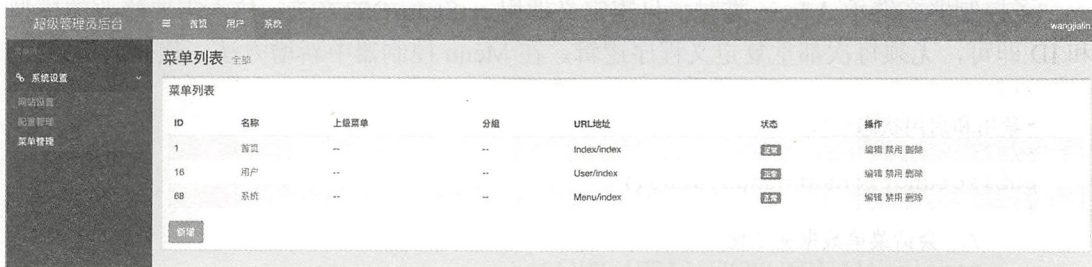 超级管理员后台 ☰ 首页 用户 系统 wangjialin
菜单列表 全部
系统设置
菜单列表
网站设置
配置管理
菜单管理
ID 名称 上级菜单 分组 URL地址 状态 操作
1 首页 -- -- Index/index 正常 编辑 禁用 删除
16 用户 -- -- User/index 正常 编辑 禁用 删除
68 系统 -- -- Menu/index 正常 编辑 禁用 删除
新增